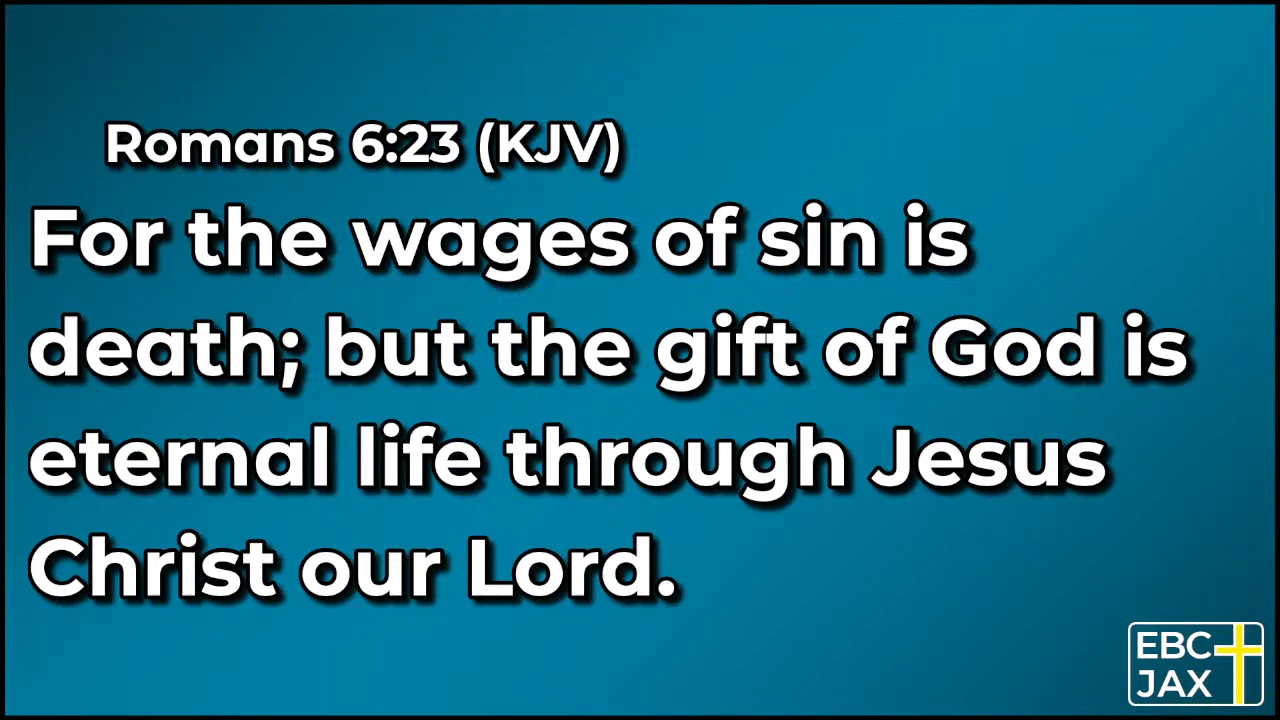 Romans 6:23 (KJV)
For the wages of sin is
death; but the gift of God is
eternal life through Jesus
Christ our Lord.
EBC
JAX